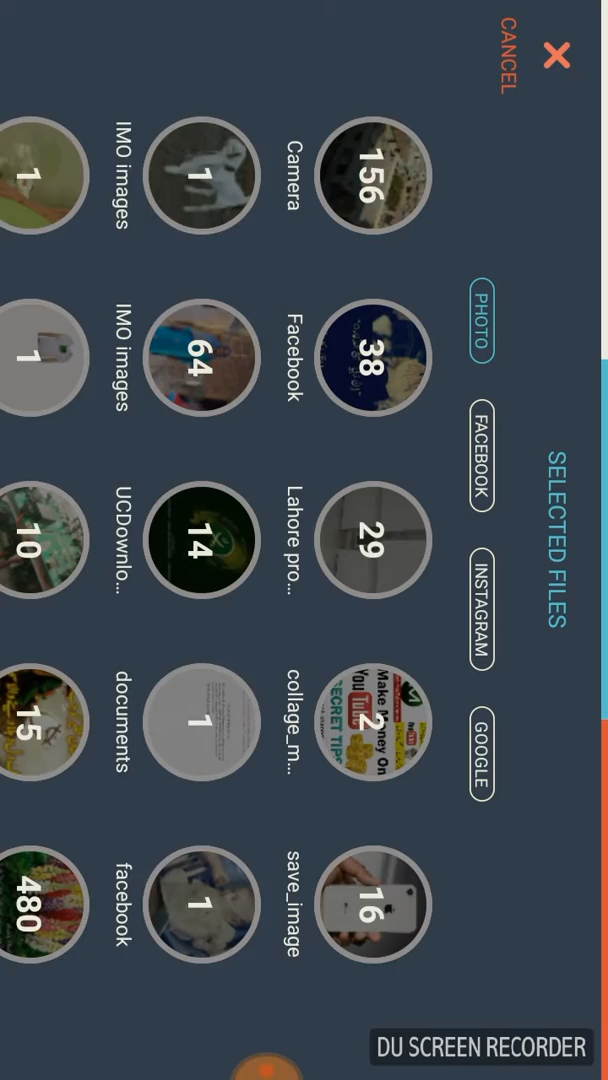 CANCEL
SELECTED FILES
PHOTO
FACEBOOK
INSTAGRAM
GOOGLE
156
38
29
2
Make Money On
You Tube
SECRET TIPS
16
Camera
Facebook
Lahore pro...
collage_m...
save_image
1
64
14
1
1
IMO images
IMO images
UCDownlo...
documents
facebook
1
1
10
15
480
DU SCREEN RECORDER